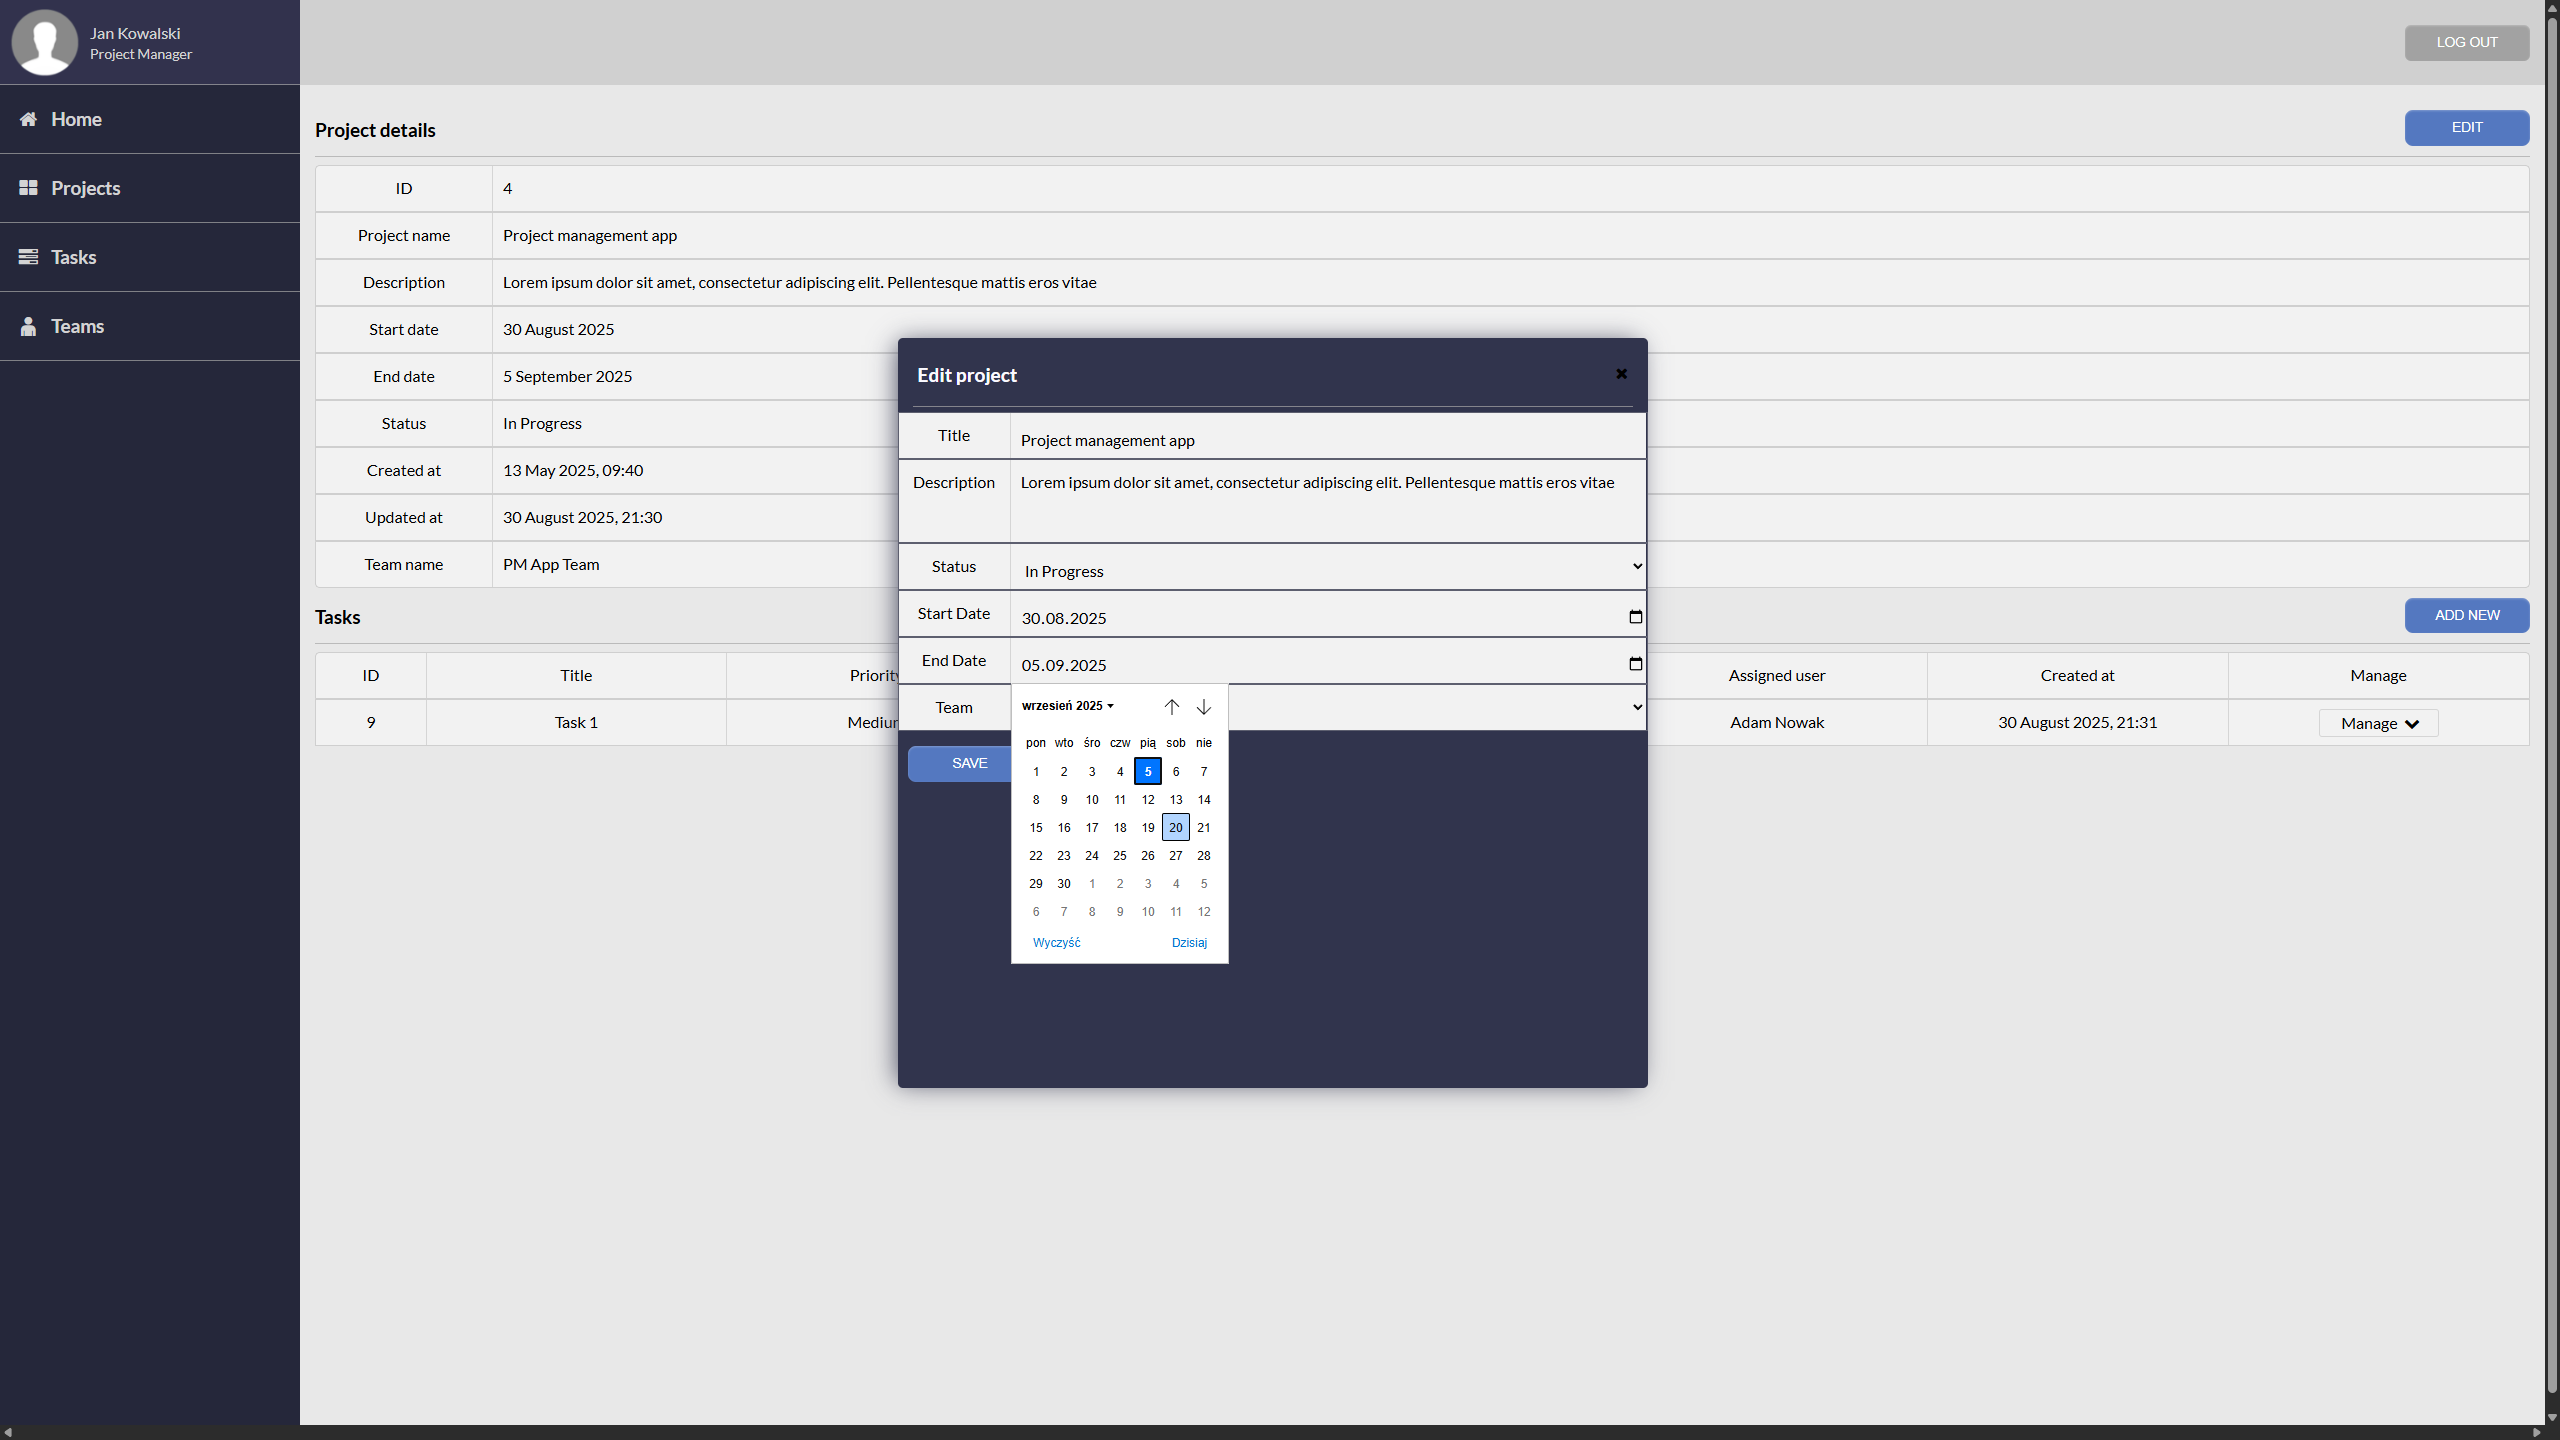 Jan Kowalski
Project Manager
LOG OUT
Home
Projects
Tasks
Teams
Project details
EDIT
ID 4
Project name Project management app
Description Lorem ipsum dolor sit amet, consectetur adipiscing elit. Pellentesque mattis eros vitae
Start date 30 August 2025
End date 5 September 2025
Status In Progress
Created at 13 May 2025, 09:40
Updated at 30 August 2025, 21:30
Team name PM App Team
Tasks
ADD NEW
ID Title Assigned user Created at Manage
9 Task 1 Adam Nowak 30 August 2025, 21:31 Manage
Edit project
Title Project management app
Description Lorem ipsum dolor sit amet, consectetur adipiscing elit. Pellentesque mattis eros vitae
Status In Progress
Start Date 30.08.2025
End Date 05.09.2025
Team
SAVE
wrzesień 2025
pon wto śro czw pią sob nie
1 2 3 4 5 6 7
8 9 10 11 12 13 14
15 16 17 18 19 20 21
22 23 24 25 26 27 28
29 30 1 2 3 4 5
6 7 8 9 10 11 12
Wyczyść Dzisiaj